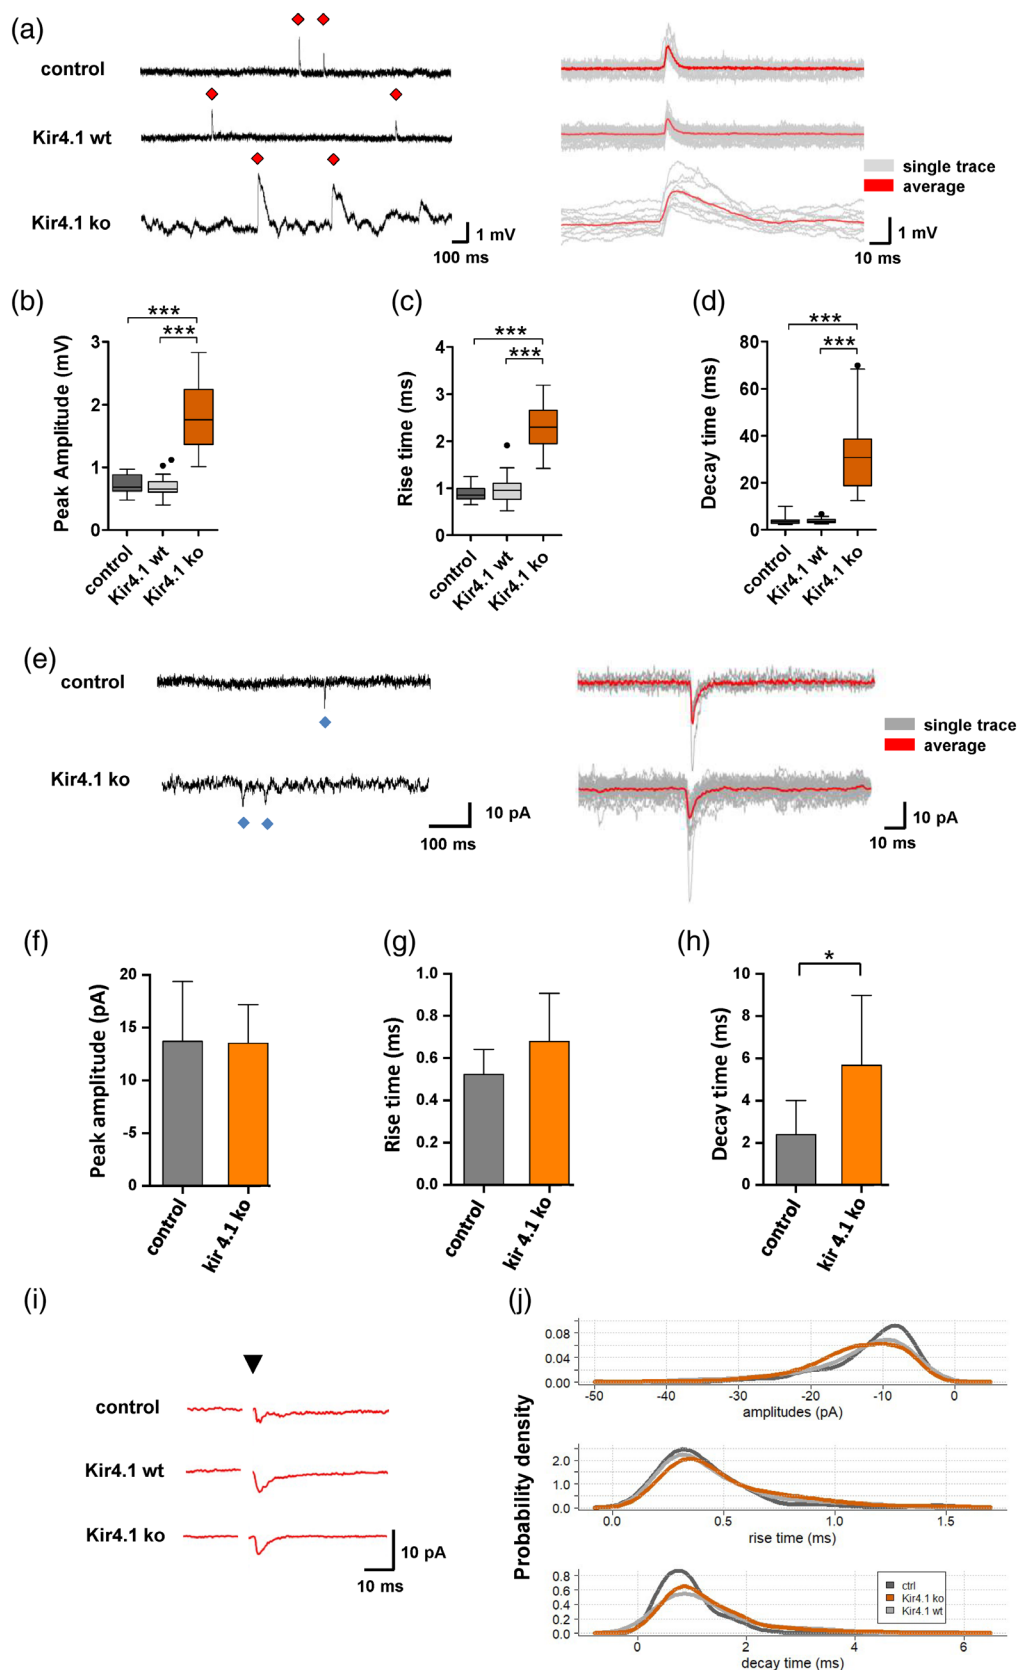 (a)
control
Kir4.1 wt
Kir4.1 ko
1 mV
100 ms
single trace
average
1 mV
10 ms
(b)
***
***
Peak Amplitude (mV)
3
2
1
0
control
Kir4.1 wt
Kir4.1 ko
(c)
***
***
Rise time (ms)
4
3
2
1
0
control
Kir4.1 wt
Kir4.1 ko
(d)
***
***
Decay time (ms)
80
60
40
20
0
control
Kir4.1 wt
Kir4.1 ko
(e)
control
Kir4.1 ko
10 pA
100 ms
single trace
average
10 pA
10 ms
(f)
Peak amplitude (pA)
20
15
10
-5
0
control
kir 4.1 ko
(g)
Rise time (ms)
1.0
0.8
0.6
0.4
0.2
0.0
control
kir 4.1 ko
(h)
*
Decay time (ms)
10
8
6
4
2
0
control
kir 4.1 ko
(i)
control
Kir4.1 wt
Kir4.1 ko
10 pA
10 ms
(j)
Probability density
0.08
0.04
0.00
-50 -40 -30 -20 -10 0
amplitudes (pA)
2.0
1.0
0.0
0.0 0.5 1.0 1.5
rise time (ms)
0.8
0.6
0.4
0.2
0.0
ctrl
Kir4.1 ko
Kir4.1 wt
0 2 4 6
decay time (ms)